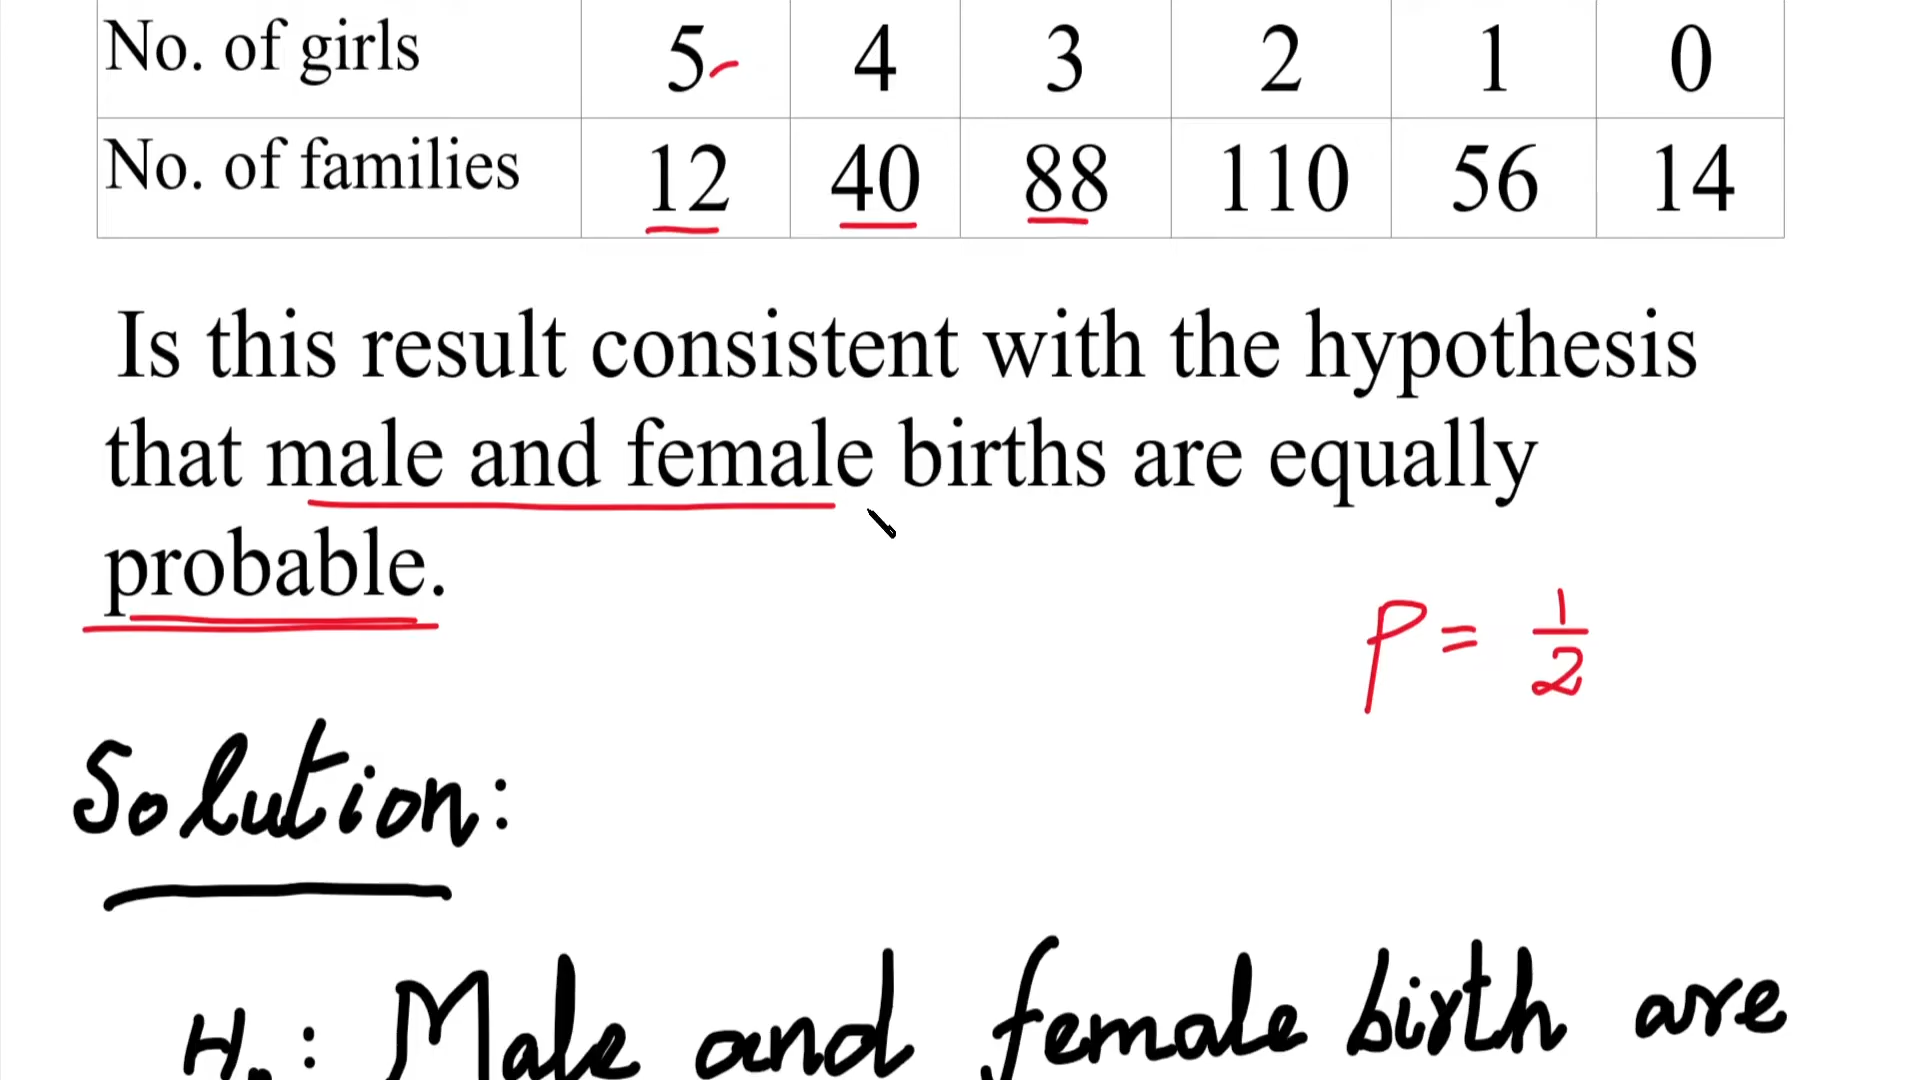 No. of girls 5 4 3 2 1 0
No. of families 12 40 88 110 56 14
Is this result consistent with the hypothesis
that male and female births are equally
probable.
P = 1/2
Solution:
H₀: Male and female birth are